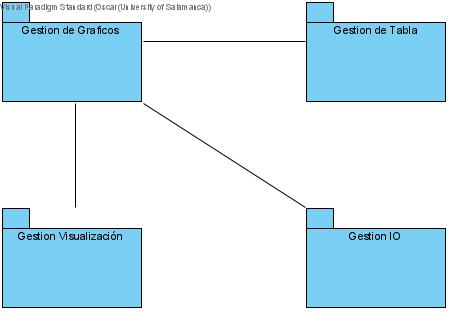 Visual Paradigm Standard(Oscar(University of Salamanca))
Gestion de Graficos
Gestion de Tabla
Gestion Visualización
Gestion IO